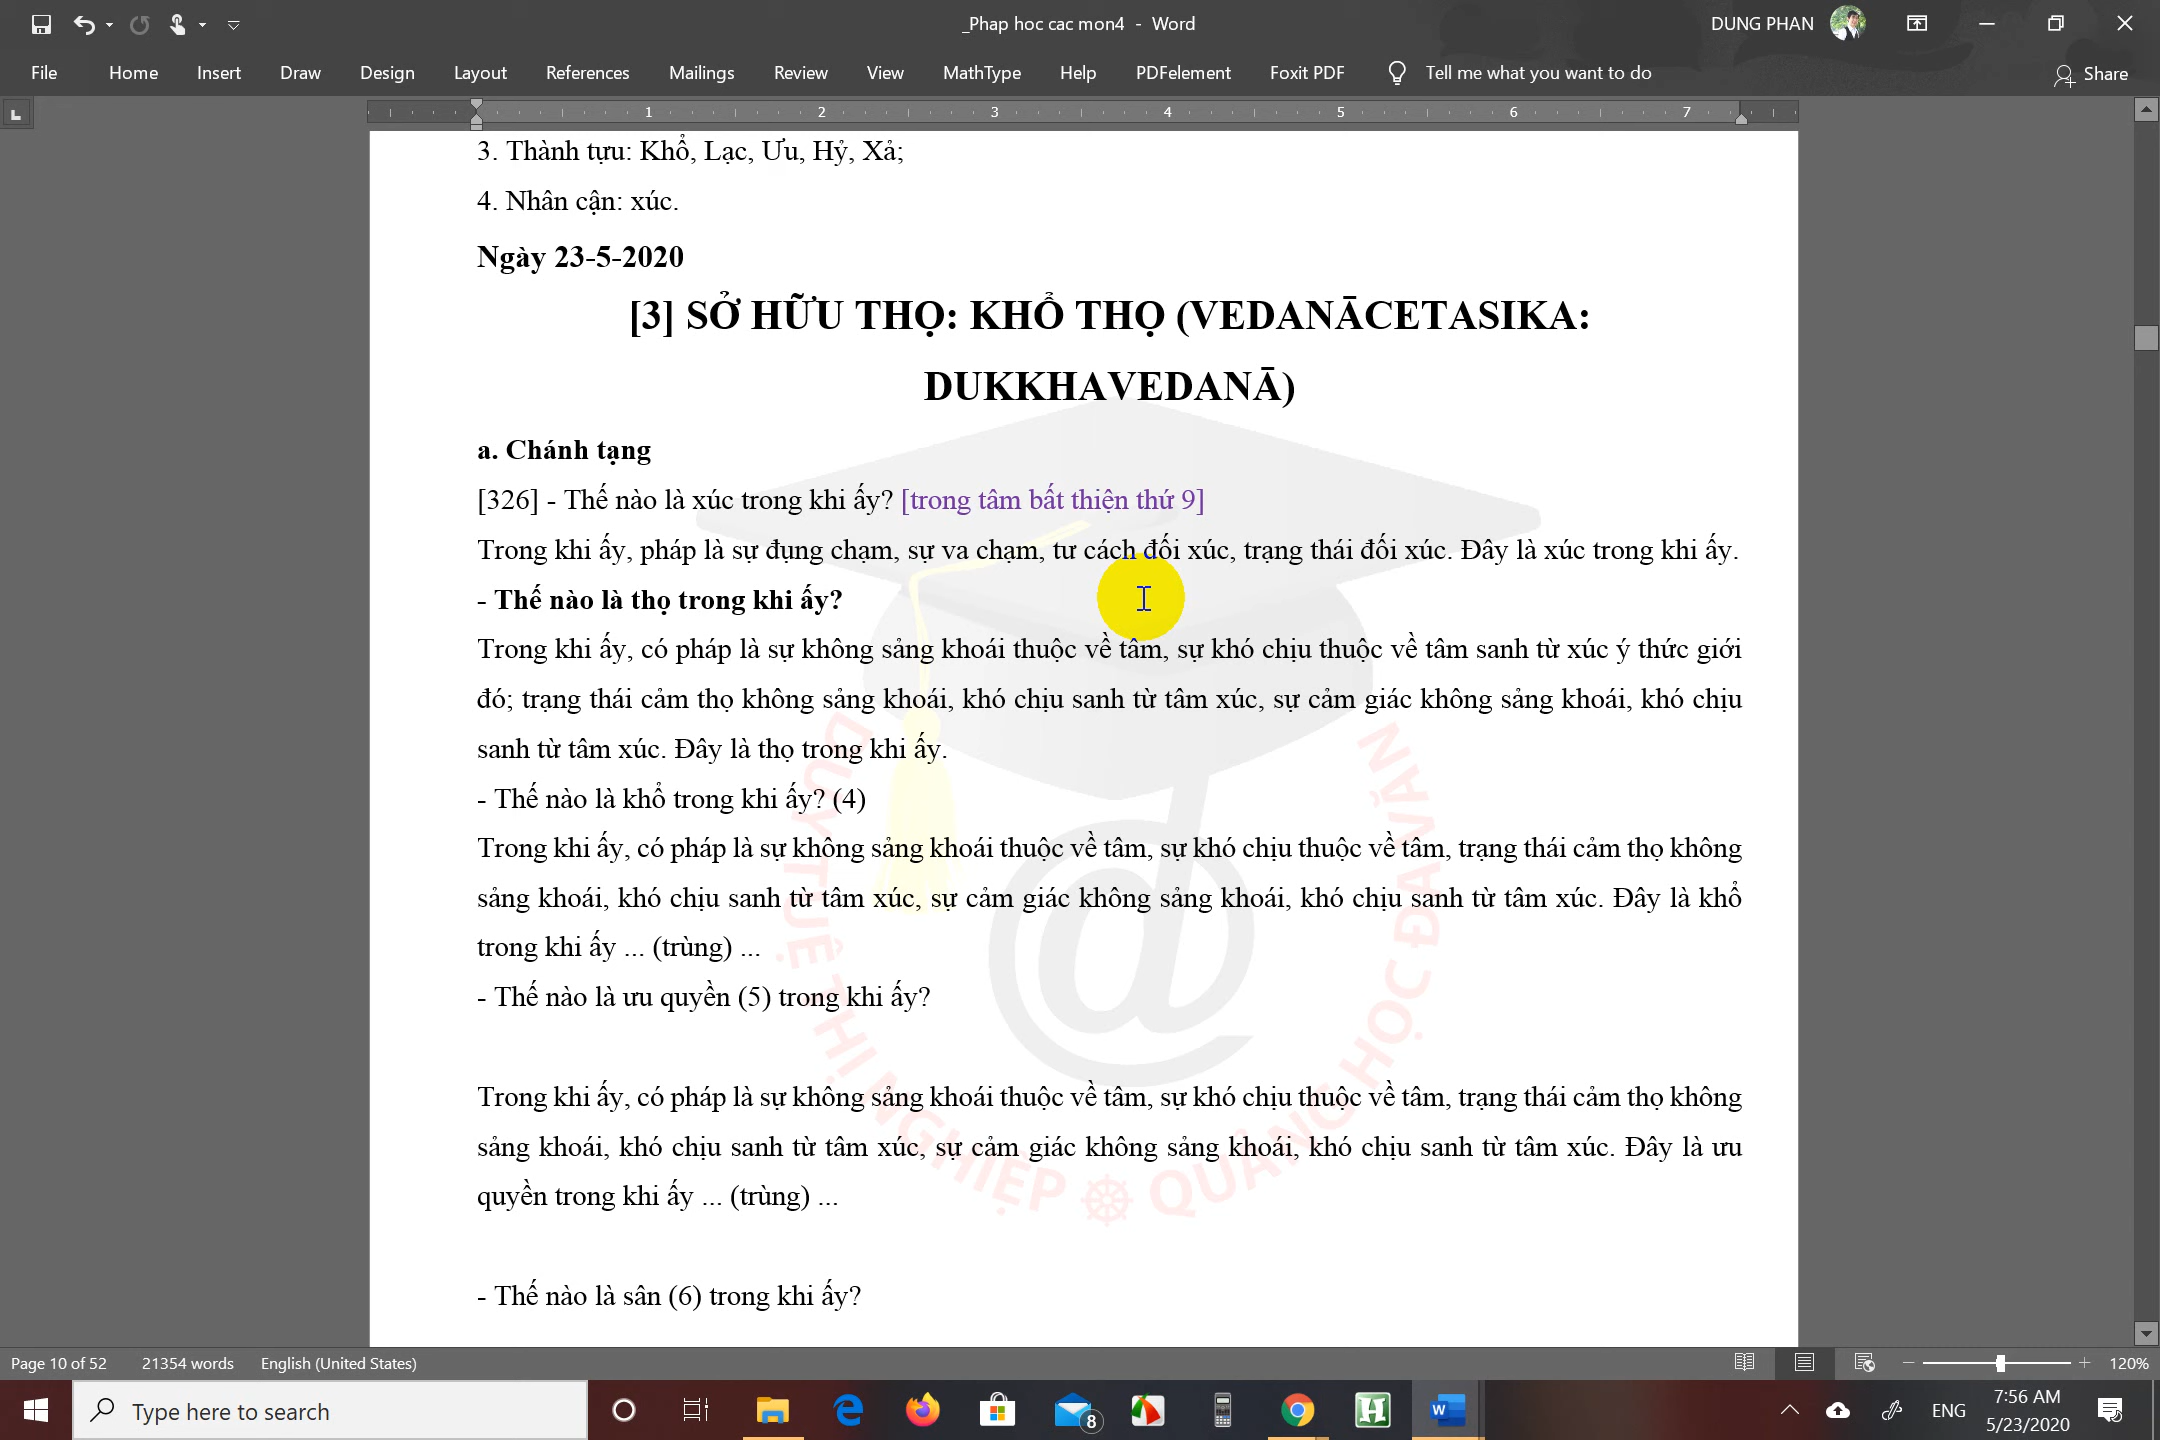 _Phap hoc cac mon4 - Word
DUNG PHAN
File Home Insert Draw Design Layout References Mailings Review View MathType Help PDFelement Foxit PDF Tell me what you want to do Share
1 2 3 4 5 6 7
3. Thành tựu: Khổ, Lạc, Ưu, Hỷ, Xả;
4. Nhân cận: xúc.
Ngày 23-5-2020
[3] SỞ HỮU THỌ: KHỔ THỌ (VEDANĀCETASIKA:
DUKKHAVEDANĀ)
a. Chánh tạng
[326] - Thế nào là xúc trong khi ấy? [trong tâm bất thiện thứ 9]
Trong khi ấy, pháp là sự đụng chạm, sự va chạm, tư cách đối xúc, trạng thái đối xúc. Đây là xúc trong khi ấy.
- Thế nào là thọ trong khi ấy?
Trong khi ấy, có pháp là sự không sảng khoái thuộc về tâm, sự khó chịu thuộc về tâm sanh từ xúc ý thức giới
đó; trạng thái cảm thọ không sảng khoái, khó chịu sanh từ tâm xúc, sự cảm giác không sảng khoái, khó chịu
sanh từ tâm xúc. Đây là thọ trong khi ấy.
- Thế nào là khổ trong khi ấy? (4)
Trong khi ấy, có pháp là sự không sảng khoái thuộc về tâm, sự khó chịu thuộc về tâm, trạng thái cảm thọ không
sảng khoái, khó chịu sanh từ tâm xúc, sự cảm giác không sảng khoái, khó chịu sanh từ tâm xúc. Đây là khổ
trong khi ấy ... (trùng) ...
- Thế nào là ưu quyền (5) trong khi ấy?
Trong khi ấy, có pháp là sự không sảng khoái thuộc về tâm, sự khó chịu thuộc về tâm, trạng thái cảm thọ không
sảng khoái, khó chịu sanh từ tâm xúc, sự cảm giác không sảng khoái, khó chịu sanh từ tâm xúc. Đây là ưu
quyền trong khi ấy ... (trùng) ...
- Thế nào là sân (6) trong khi ấy?
DUY TUỆ THỊ NGHIỆP QUẢNG HỌC ĐA VĂN
Page 10 of 52 21354 words English (United States) 120%
Type here to search
8
ENG
7:56 AM
5/23/2020